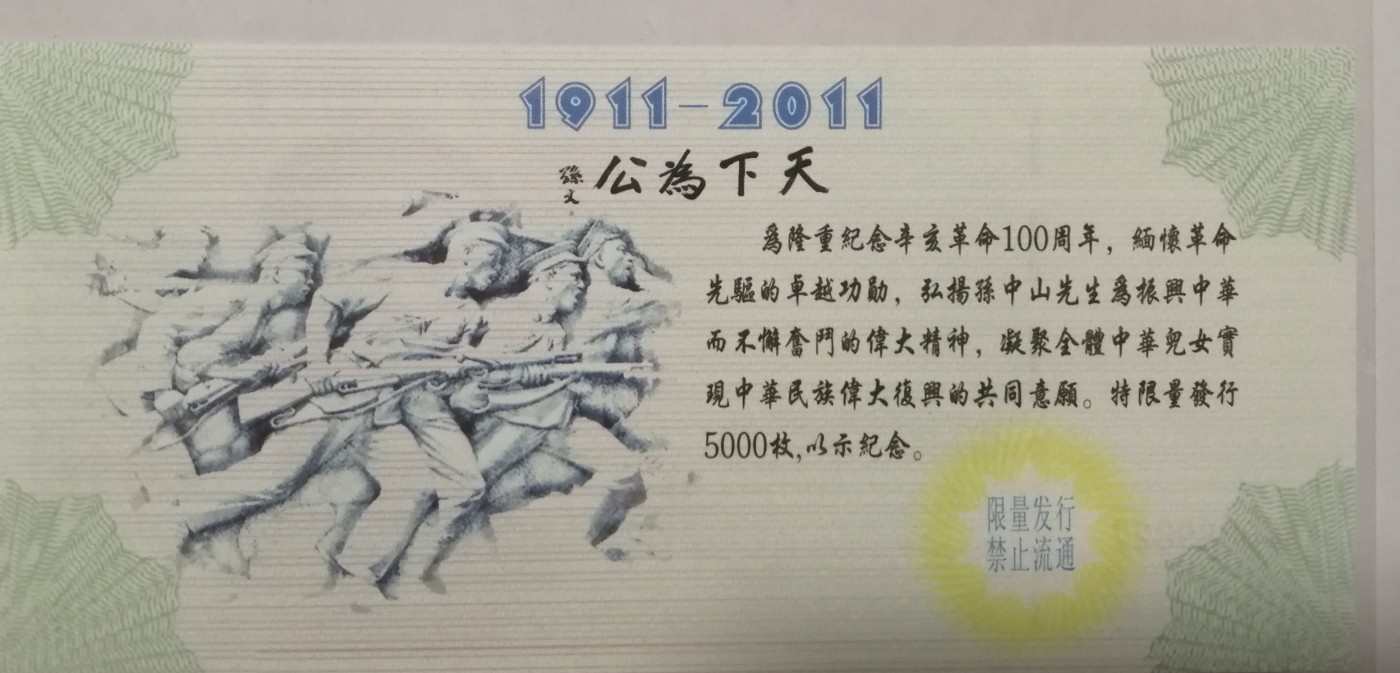 1911—2011
天下為公
孫文
爲隆重紀念辛亥革命100周年，緬懷革命
先驅的卓越功勛，弘揚孫中山先生爲振興中華
而不懈奮鬥的偉大精神，凝聚全體中華兒女實
現中華民族偉大復興的共同意願。特限量發行
5000枚,以示紀念。
限量发行
禁止流通